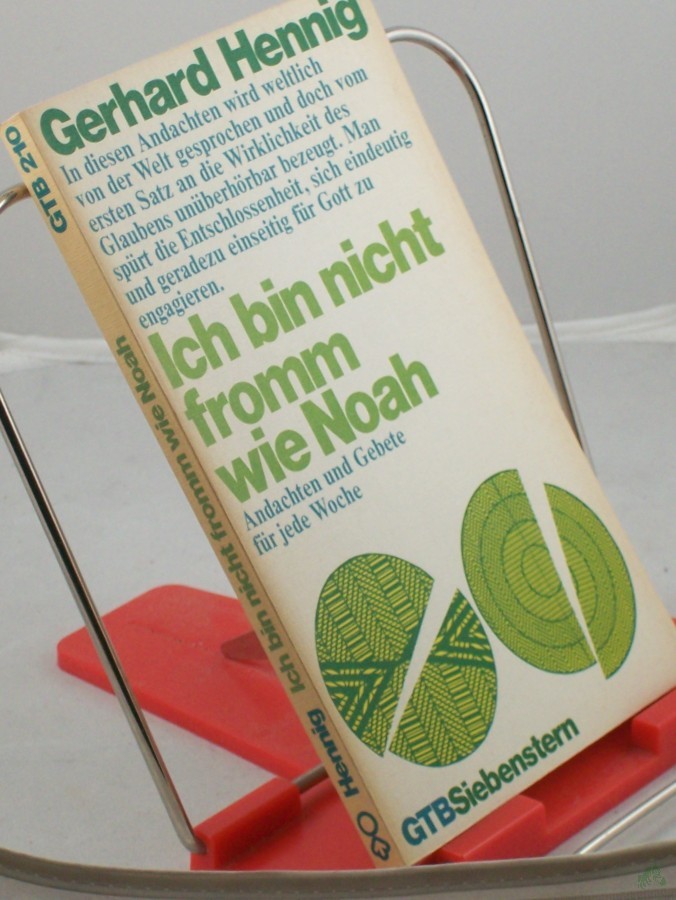 Gerhard Hennig
In diesen Andachten wird weltlich
von der Welt gesprochen und doch vom
ersten Satz an die Wirklichkeit des
Glaubens unüberhörbar bezeugt. Man
spürt die Entschlossenheit, sich eindeutig
und geradezu einseitig für Gott zu
engagieren.
Ich bin nicht
fromm
wie Noah
Andachten und Gebete
für jede Woche
GTBSiebenstern
GTB 210
Hennig Ich bin nicht fromm wie Noah